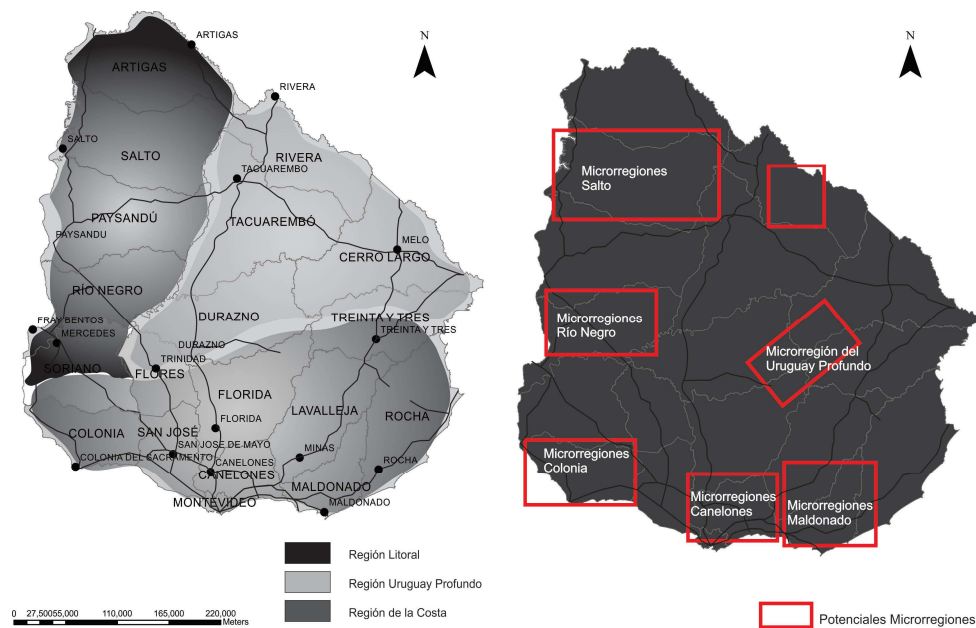 N
ARTIGAS
ARTIGAS
RIVERA
SALTO
SALTO
RIVERA
TACUAREMBO
PAYSANDÚ
TACUAREMBÓ
PAYSANDU
MELO
CERRO LARGO
RÍO NEGRO
DURAZNO
TREINTA Y TRES
FRAY BENTOS
TREINTA Y TRES
MERCEDES
DURAZNO
TRINIDAD
SORIANO
FLORES
FLORIDA
LAVALLEJA
ROCHA
FLORIDA
COLONIA
SAN JOSÉ
SAN JOSE DE MAYO
MINAS
COLONIA DEL SACRAMENTO
CANELONES
ROCHA
CANELONES
MALDONADO
MONTEVIDEO
MALDONADO
Región Litoral
Región Uruguay Profundo
Región de la Costa
0 27,50055,000 110,000 165,000 220,000
Meters
N
Microrregiones
Salto
Microrregiones
Río Negro
Microrregión del
Uruguay Profundo
Microrregiones
Colonia
Microrregiones
Canelones
Microrregiones
Maldonado
Potenciales Microrregiones